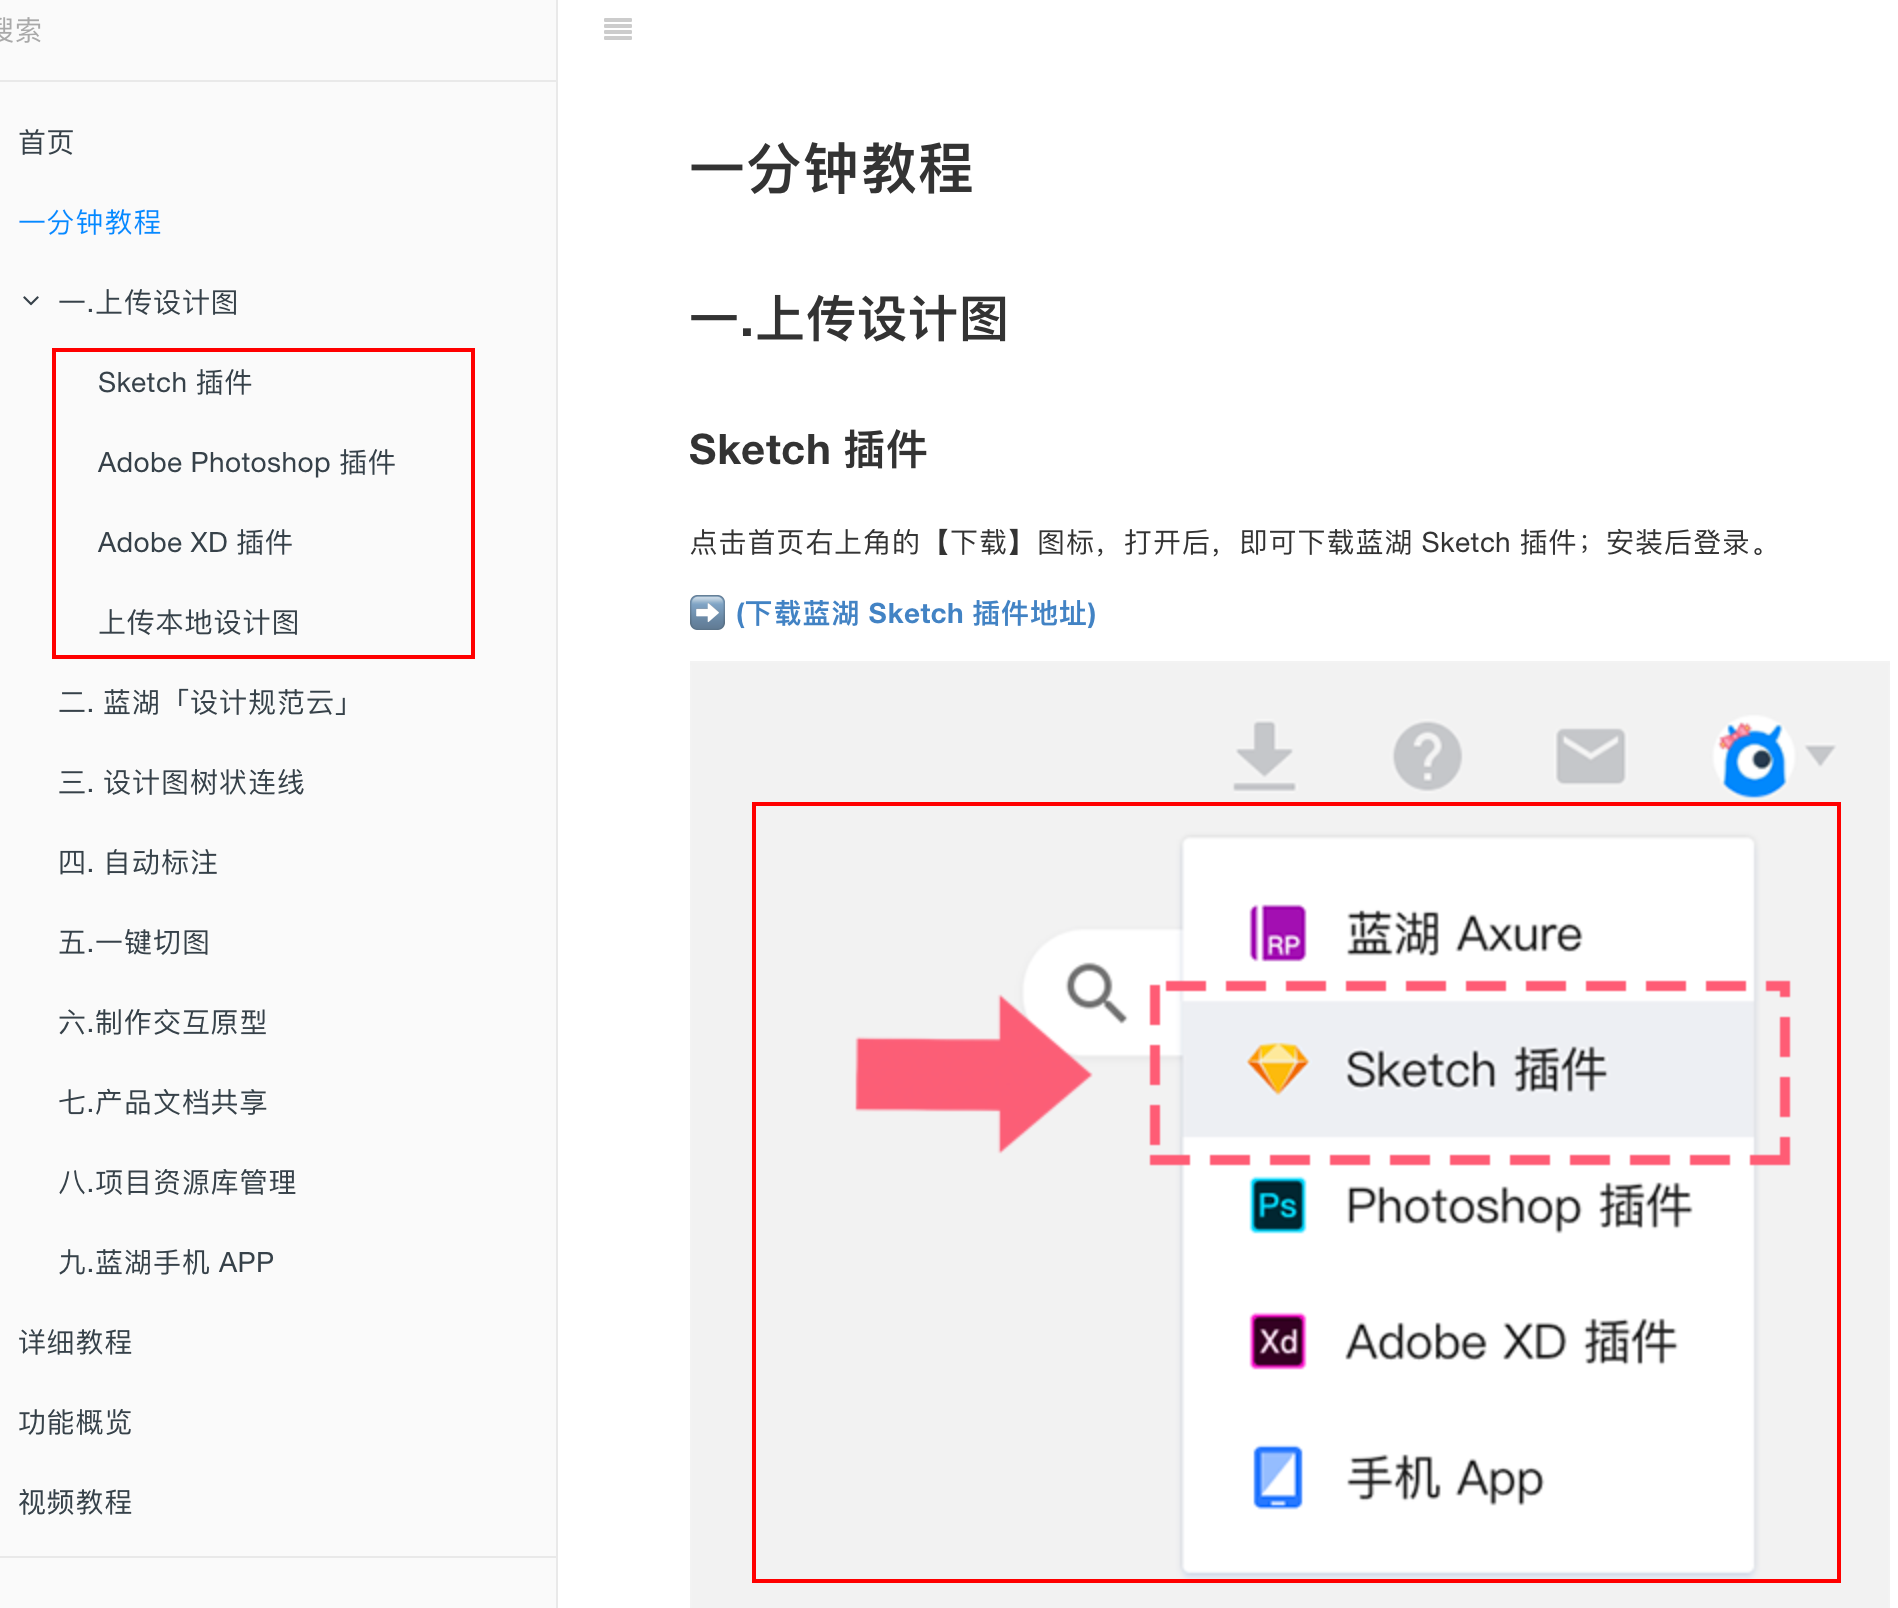 搜索
首页
一分钟教程
一.上传设计图
Sketch 插件
Adobe Photoshop 插件
Adobe XD 插件
上传本地设计图
二. 蓝湖「设计规范云」
三. 设计图树状连线
四. 自动标注
五.一键切图
六.制作交互原型
七.产品文档共享
八.项目资源库管理
九.蓝湖手机 APP
详细教程
功能概览
视频教程
一分钟教程
一.上传设计图
Sketch 插件
点击首页右上角的【下载】图标，打开后，即可下载蓝湖 Sketch 插件；安装后登录。
(下载蓝湖 Sketch 插件地址)
RP 蓝湖 Axure
Sketch 插件
Ps Photoshop 插件
Xd Adobe XD 插件
手机 App